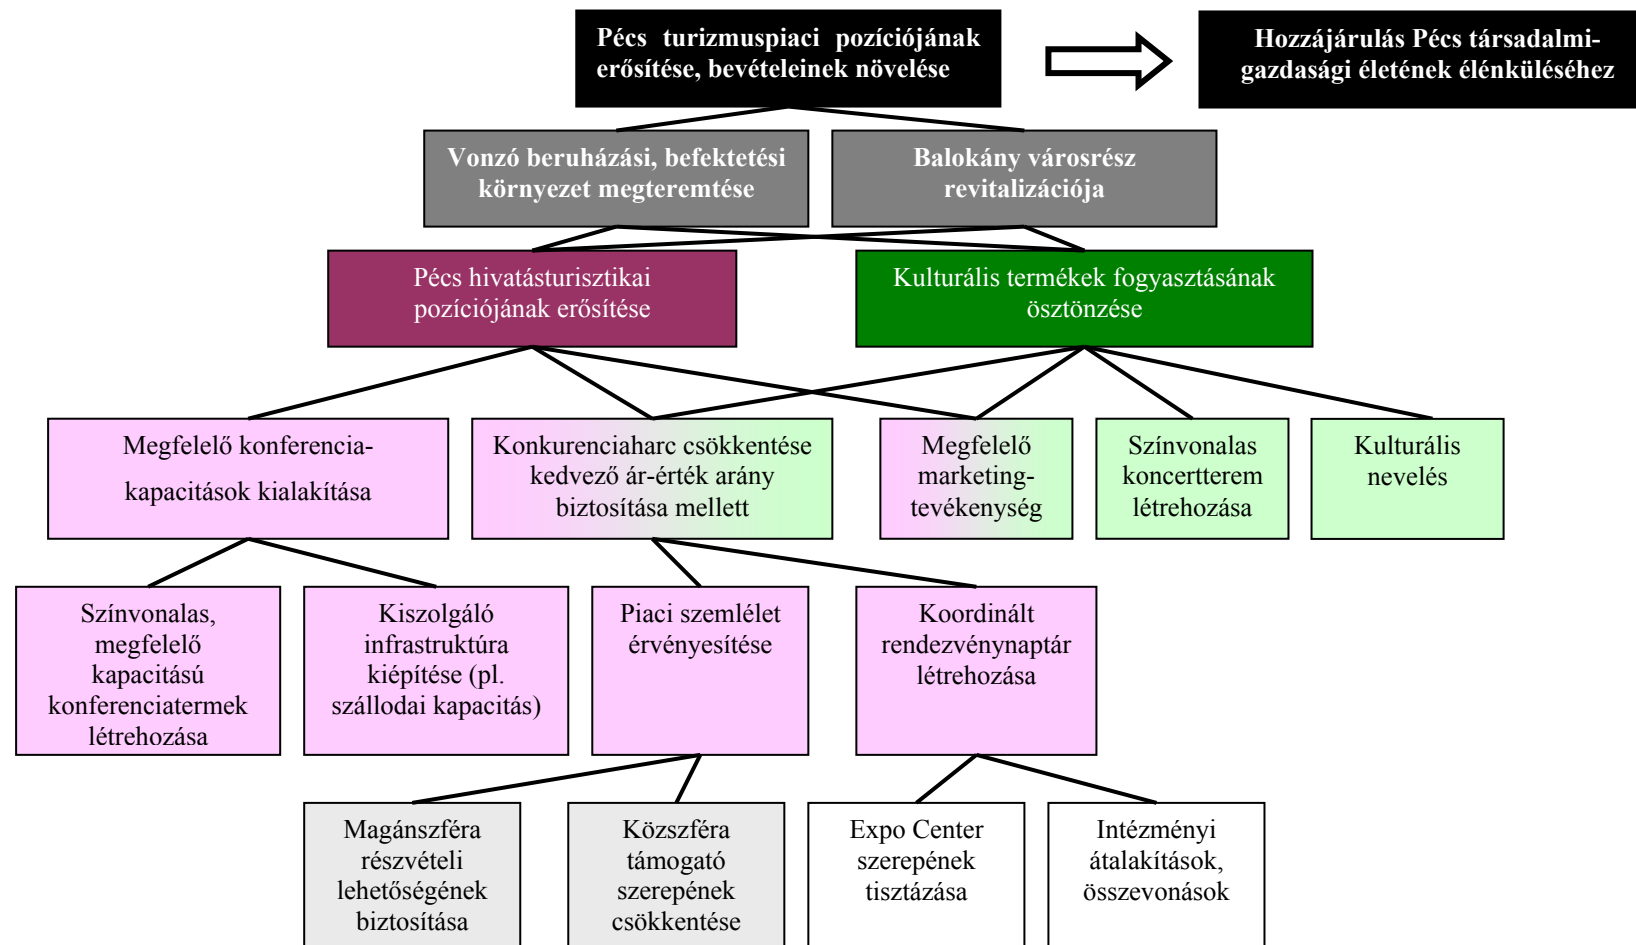 Pécs turizmuspiaci pozíciójának
erősítése, bevételeinek növelése
Hozzájárulás Pécs társadalmi-
gazdasági életének élénküléséhez
Vonzó beruházási, befektetési
környezet megteremtése
Balokány városrész
revitalizációja
Pécs hivatásturisztikai
pozíciójának erősítése
Kulturális termékek fogyasztásának
ösztönzése
Megfelelő konferencia-
kapacitások kialakítása
Konkurenciaharc csökkentése
kedvező ár-érték arány
biztosítása mellett
Megfelelő
marketing-
tevékenység
Színvonalas
koncertterem
létrehozása
Kulturális
nevelés
Színvonalas,
megfelelő
kapacitású
konferenciatermek
létrehozása
Kiszolgáló
infrastruktúra
kiépítése (pl.
szállodai kapacitás)
Piaci szemlélet
érvényesítése
Koordinált
rendezvénynaptár
létrehozása
Magánszféra
részvételi
lehetőségének
biztosítása
Közszféra
támogató
szerepének
csökkentése
Expo Center
szerepének
tisztázása
Intézményi
átalakítások,
összevonások